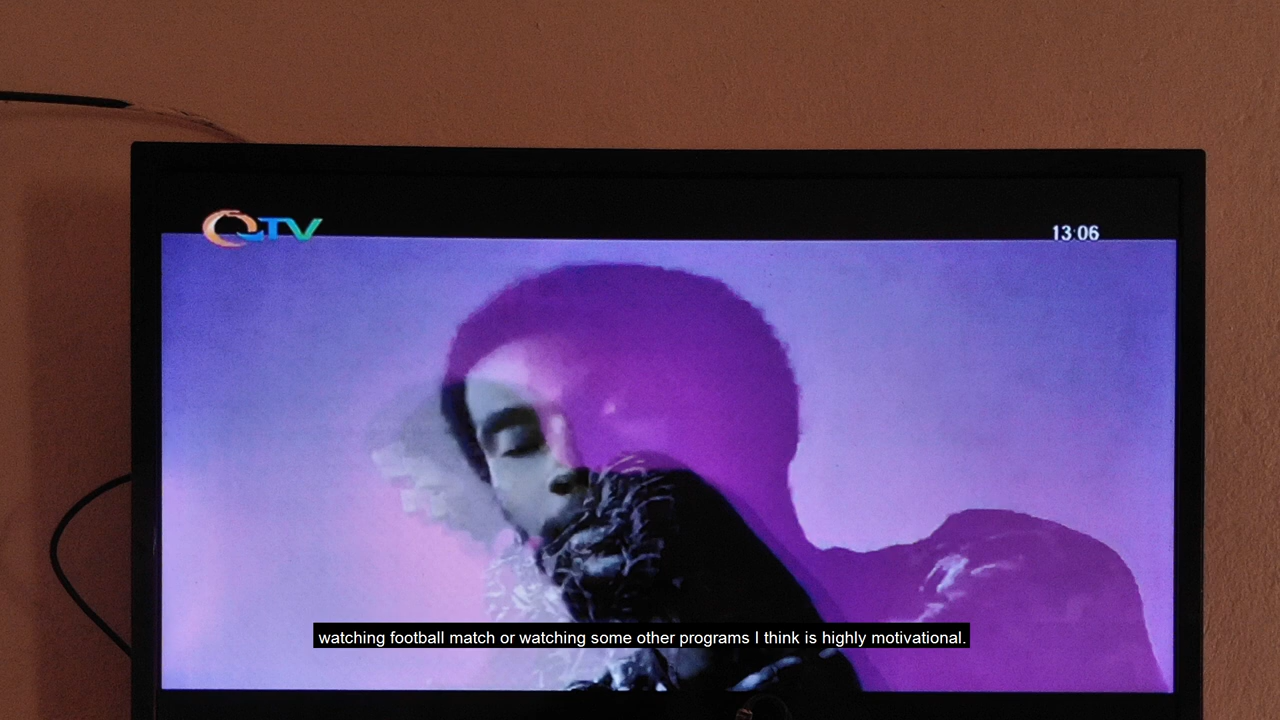 QTV
13:06
watching football match or watching some other programs I think is highly motivational.